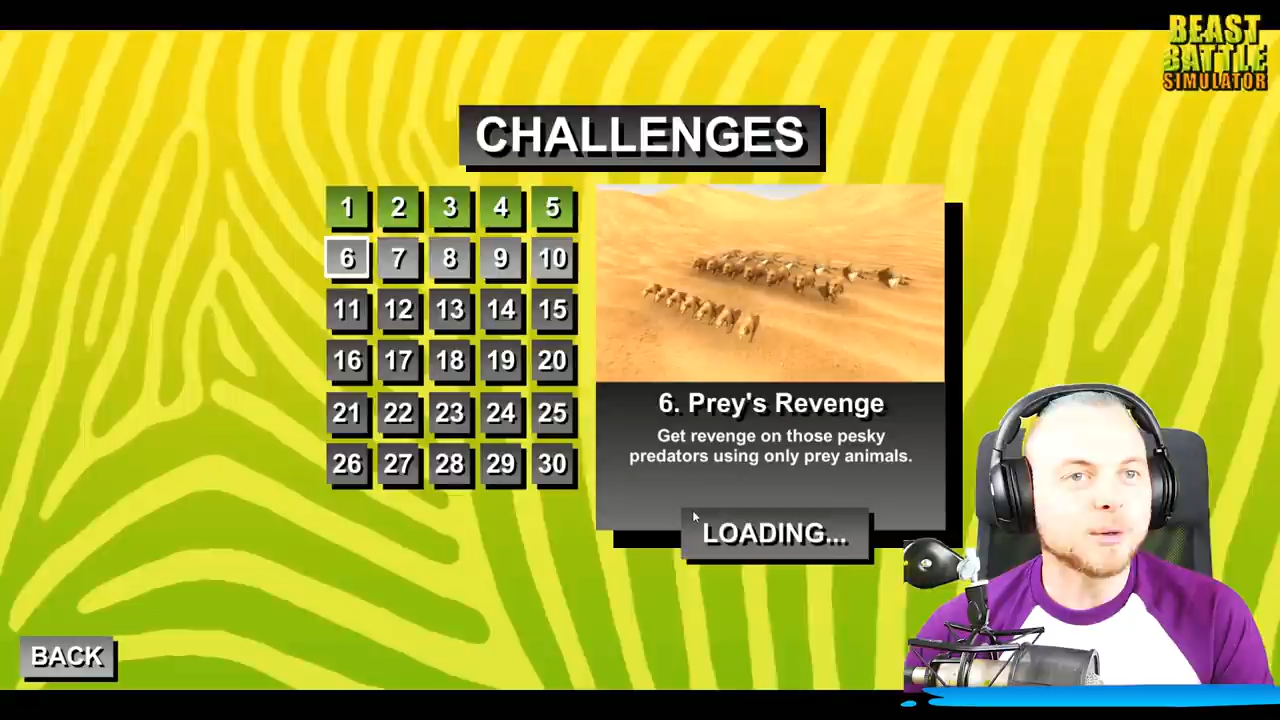 BEAST
BATTLE
SIMULATOR
CHALLENGES
1 2 3 4 5
6 7 8 9 10
11 12 13 14 15
16 17 18 19 20
21 22 23 24 25
26 27 28 29 30
6. Prey's Revenge
Get revenge on those pesky
predators using only prey animals.
LOADING...
BACK